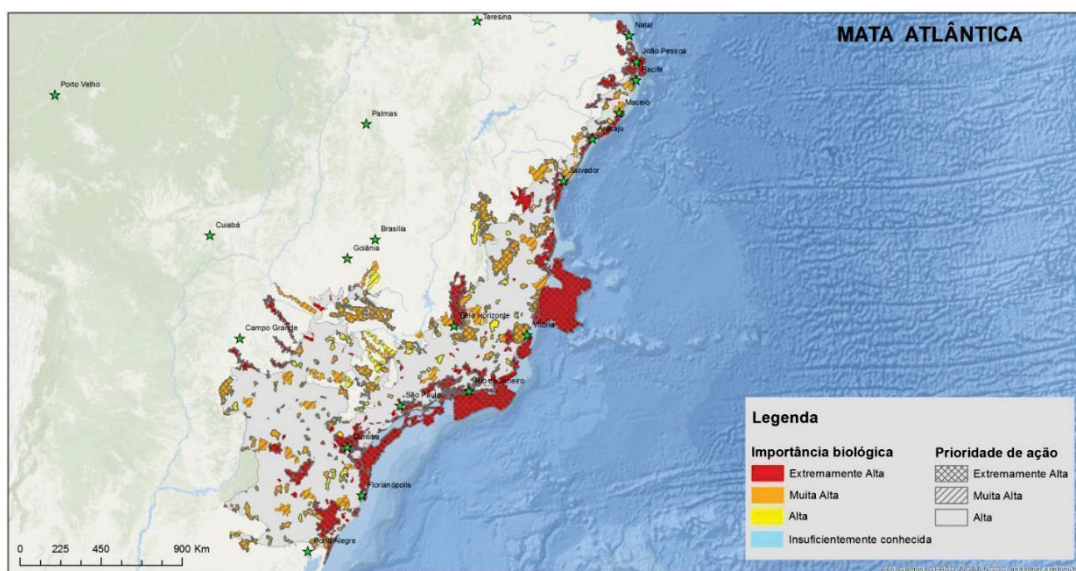 MATA ATLÂNTICA
Teresina
Natal
João Pessoa
Recife
Porto Velho
Maceió
Palmas
Aracaju
Salvador
Cuiabá
Brasília
Goiânia
Belo Horizonte
Vitória
Campo Grande
Rio de Janeiro
São Paulo
Curitiba
Florianópolis
Porto Alegre
0 225 450 900 Km
Legenda
Importância biológica Prioridade de ação
Extremamente Alta Extremamente Alta
Muita Alta Muita Alta
Alta Alta
Insuficientemente conhecida